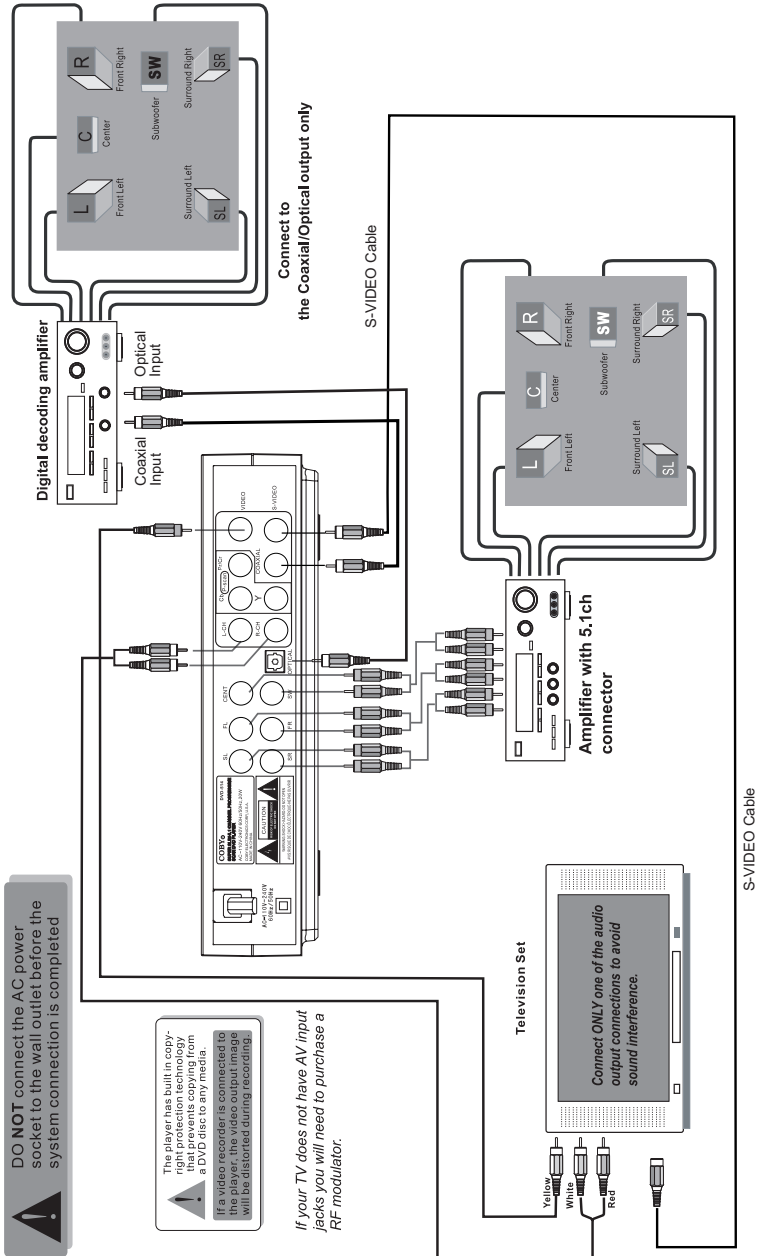 DO NOT connect the AC power
socket to the wall outlet before the
system connection is completed
The player has built in copy-
right protection technology
that prevents copying from
a DVD disc to any media.
If a video recorder is connected to
the player, the video output image
will be distorted during recording.
If your TV does not have AV input
jacks you will need to purchase a
RF modulator.
Digital decoding amplifier
Coaxial
Input
Optical
Input
L
Front Left
C
Center
R
Front Right
SW
Subwoofer
SL
Surround Left
SR
Surround Right
Connect to
the Coaxial/Optical output only
S-VIDEO Cable
AC~110V-240V
60Hz/50Hz
COBY
DVD-514
CAUTION
SL
FL
CENT
SR
FR
SW
OPTICAL
L-CH
R-CH
Y
Pr/Cr
COAXIAL
VIDEO
S-VIDEO
Amplifier with 5.1ch
connector
L
Front Left
C
Center
R
Front Right
SW
Subwoofer
SL
Surround Left
SR
Surround Right
Television Set
Connect ONLY one of the audio
output connections to avoid
sound interference.
Yellow
White
Red
S-VIDEO Cable